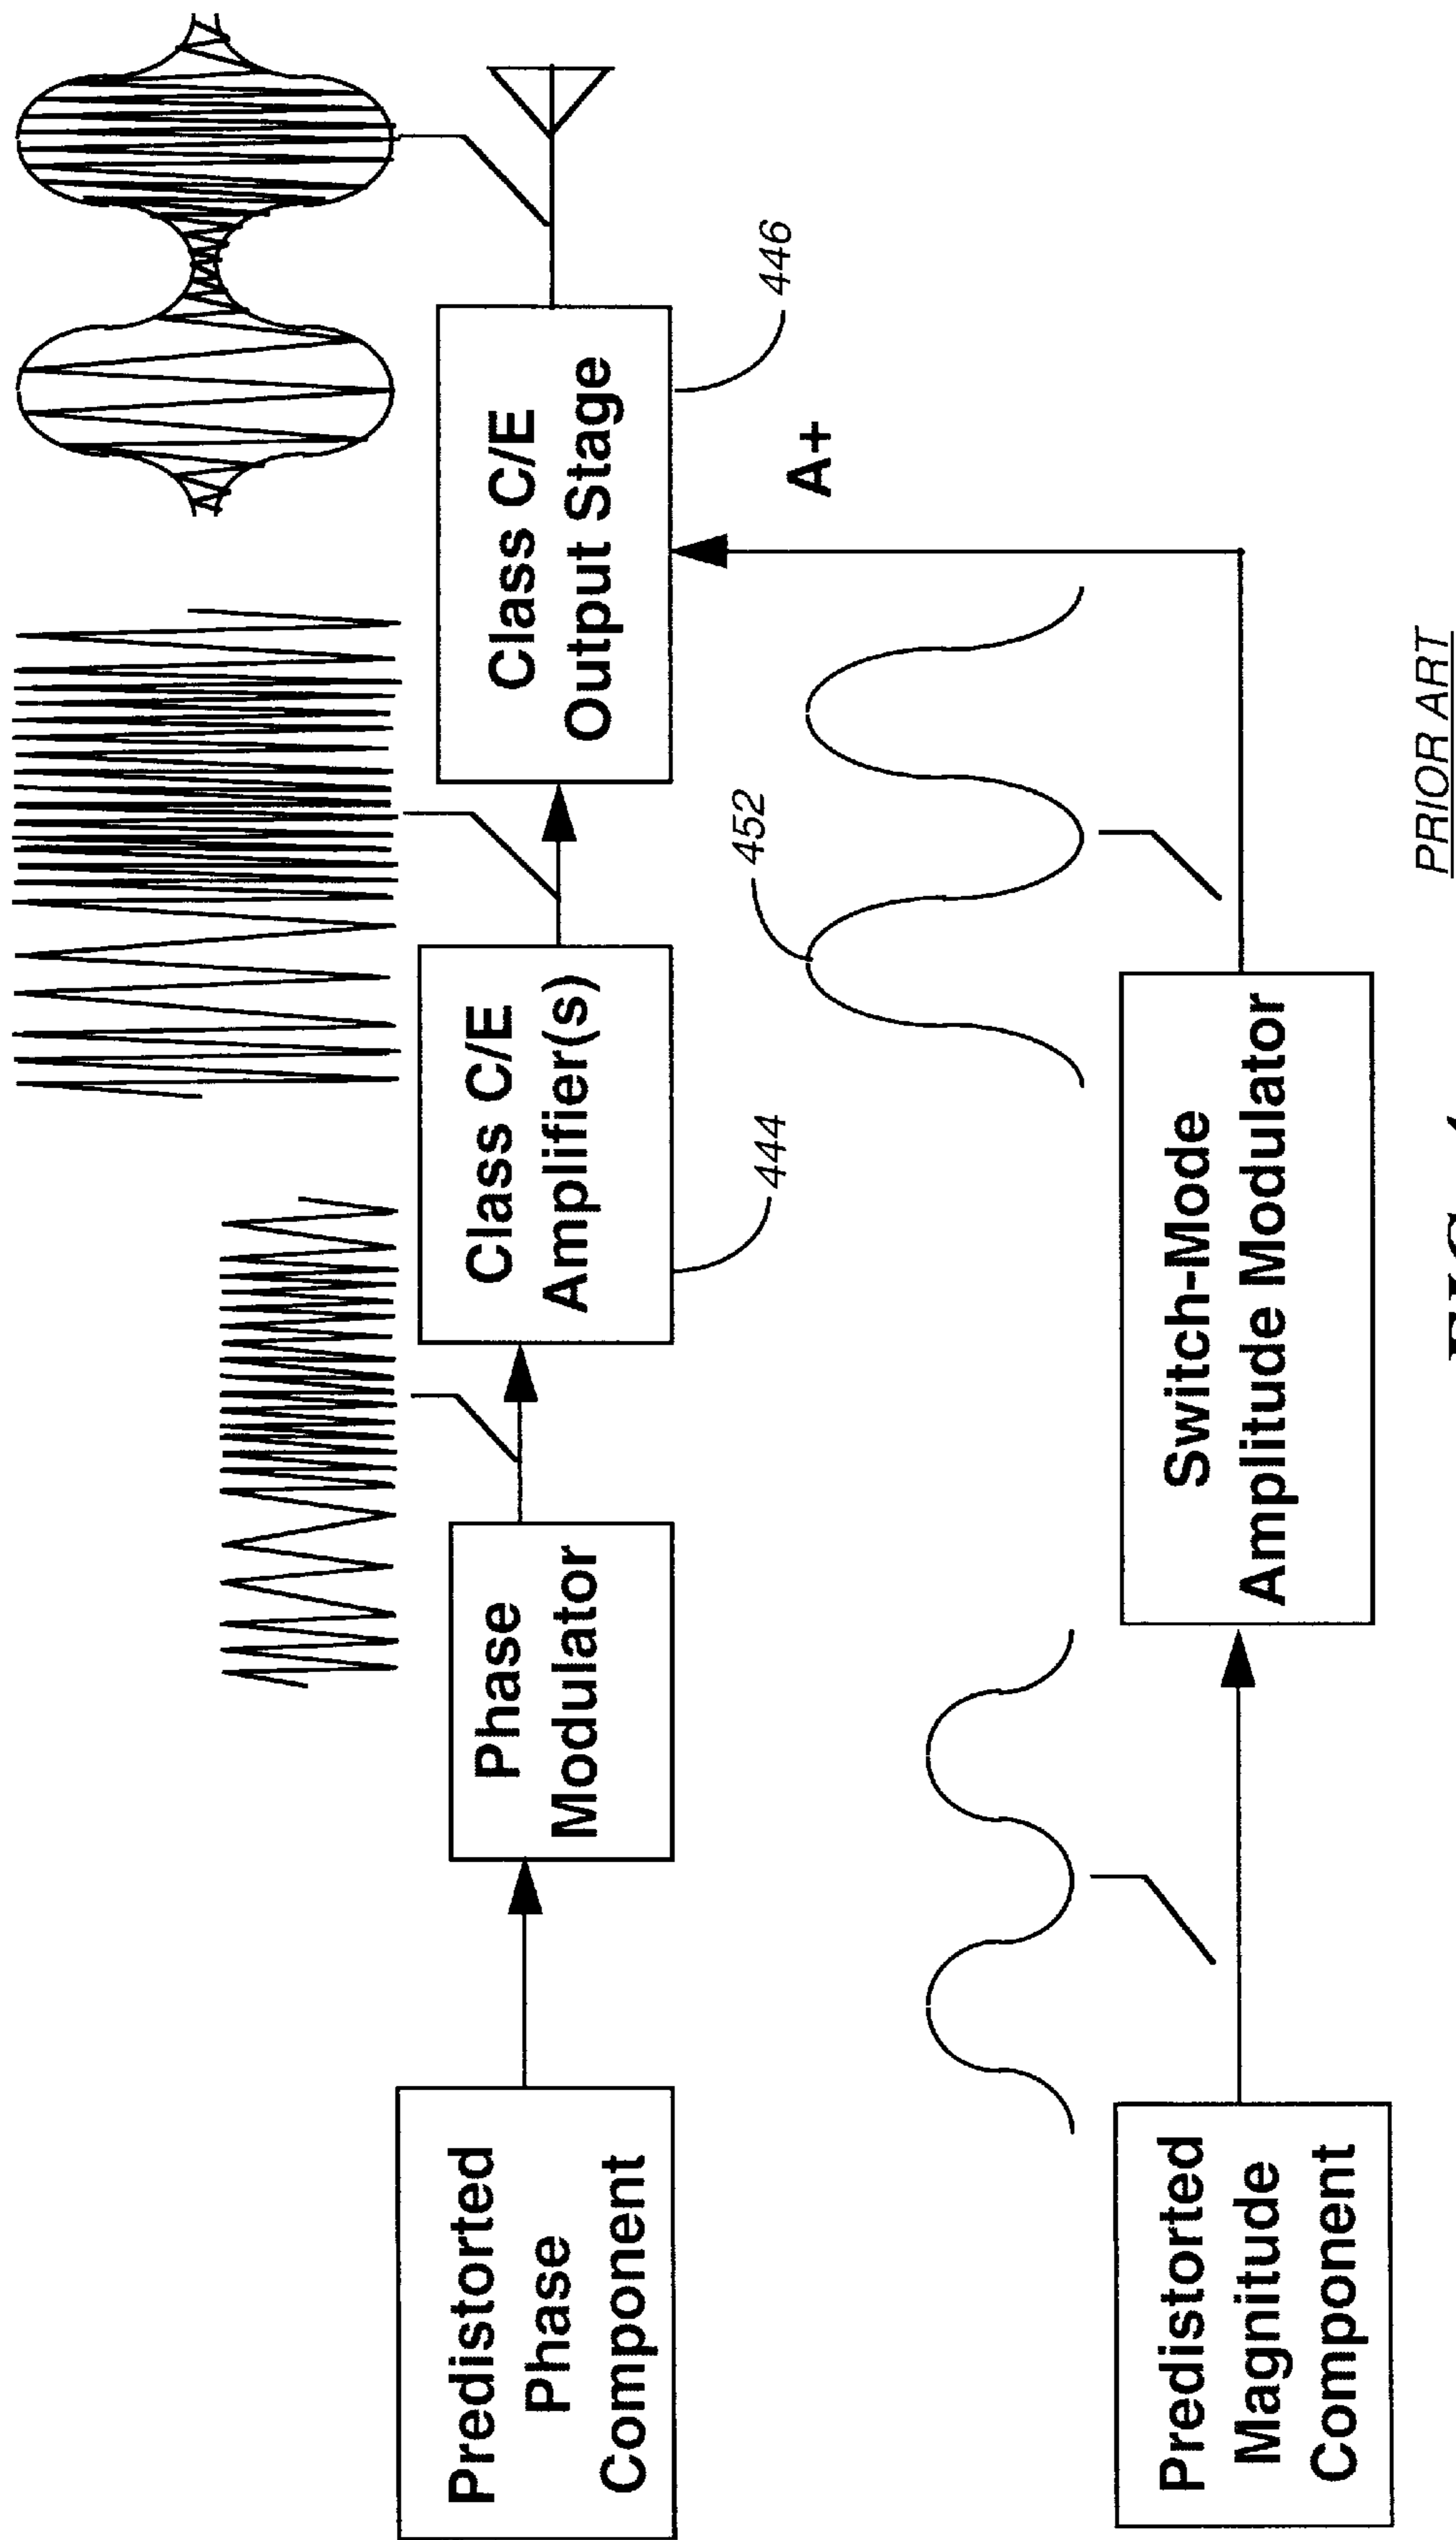 Predistorted
Phase
Component
Phase
Modulator
Class C/E
Amplifier(s)
444
Class C/E
Output Stage
446
A+
452
Predistorted
Magnitude
Component
Switch-Mode
Amplitude Modulator
PRIOR ART